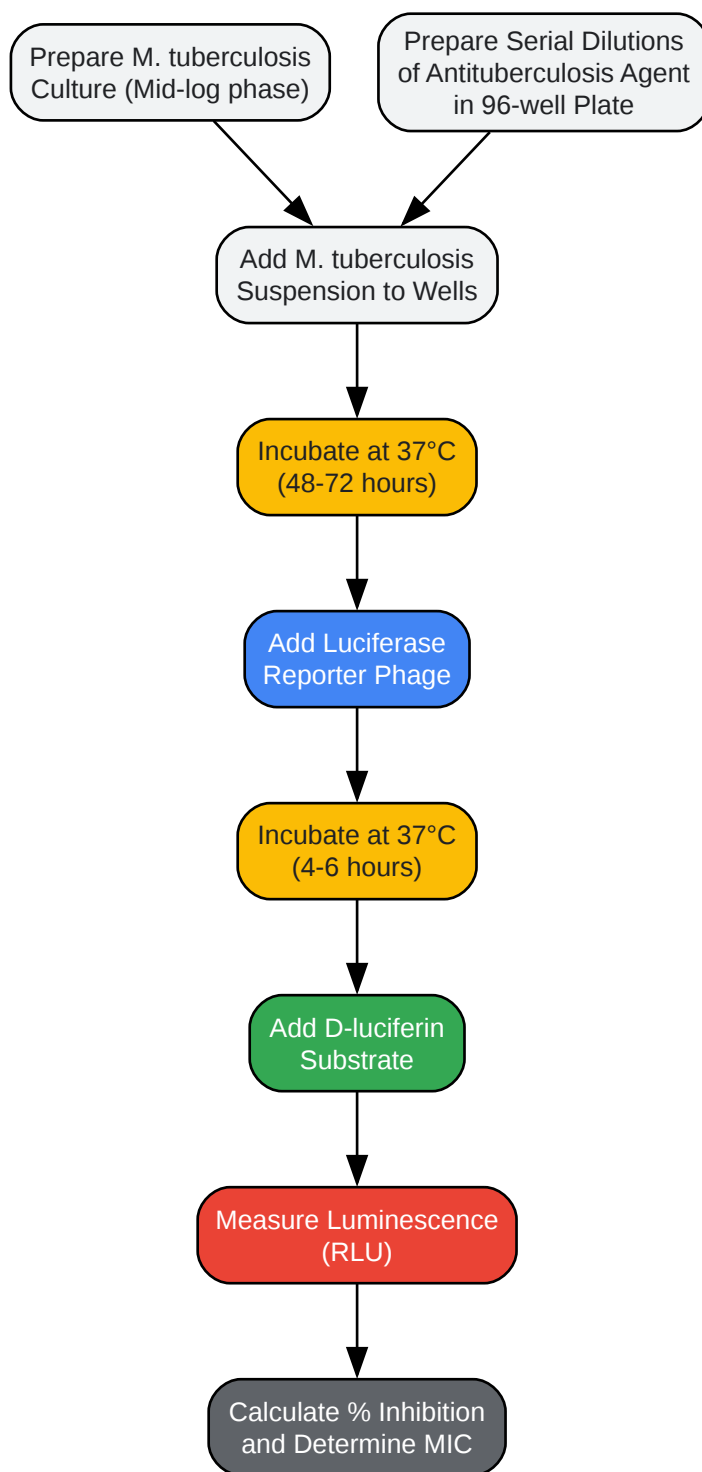 Prepare M. tuberculosis
Culture (Mid-log phase)
Prepare Serial Dilutions
of Antituberculosis Agent
in 96-well Plate
Add M. tuberculosis
Suspension to Wells
Incubate at 37°C
(48-72 hours)
Add Luciferase
Reporter Phage
Incubate at 37°C
(4-6 hours)
Add D-luciferin
Substrate
Measure Luminescence
(RLU)
Calculate % Inhibition
and Determine MIC